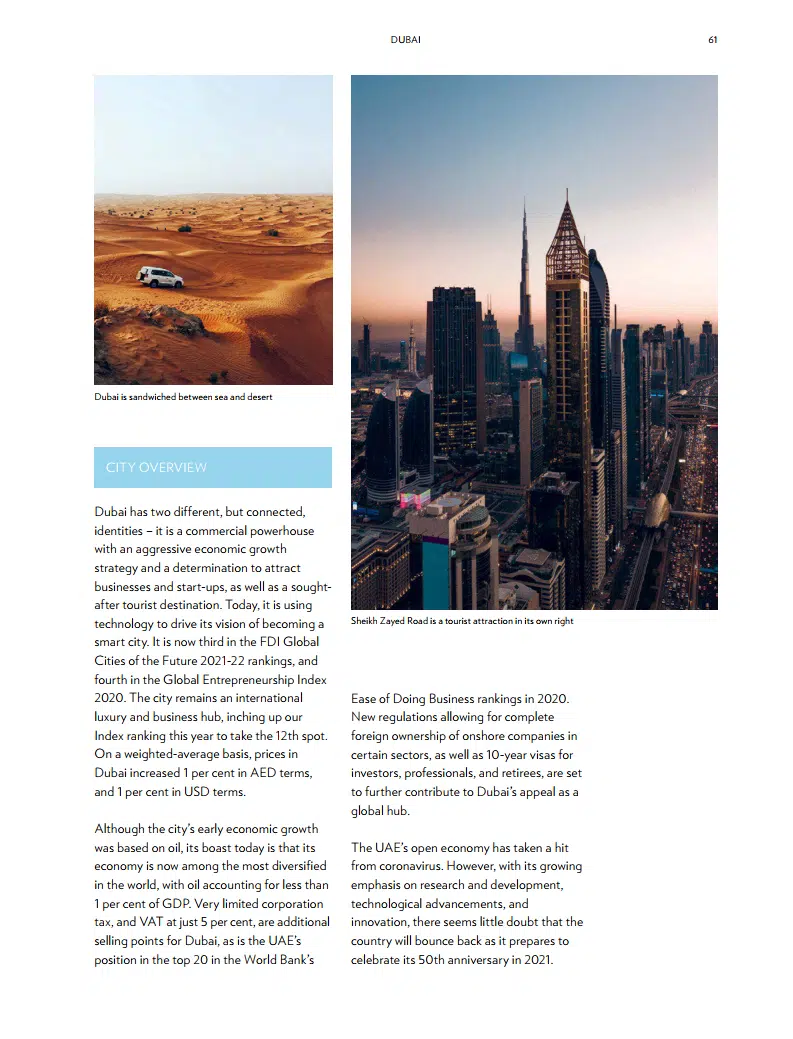 DUBAI
61
Dubai is sandwiched between sea and desert
Sheikh Zayed Road is a tourist attraction in its own right
CITY OVERVIEW
Dubai has two different, but connected,
identities – it is a commercial powerhouse
with an aggressive economic growth
strategy and a determination to attract
businesses and start-ups, as well as a sought-
after tourist destination. Today, it is using
technology to drive its vision of becoming a
smart city. It is now third in the FDI Global
Cities of the Future 2021-22 rankings, and
fourth in the Global Entrepreneurship Index
2020. The city remains an international
luxury and business hub, inching up our
Index ranking this year to take the 12th spot.
On a weighted-average basis, prices in
Dubai increased 1 per cent in AED terms,
and 1 per cent in USD terms.
Although the city’s early economic growth
was based on oil, its boast today is that its
economy is now among the most diversified
in the world, with oil accounting for less than
1 per cent of GDP. Very limited corporation
tax, and VAT at just 5 per cent, are additional
selling points for Dubai, as is the UAE’s
position in the top 20 in the World Bank’s
Ease of Doing Business rankings in 2020.
New regulations allowing for complete
foreign ownership of onshore companies in
certain sectors, as well as 10-year visas for
investors, professionals, and retirees, are set
to further contribute to Dubai’s appeal as a
global hub.
The UAE’s open economy has taken a hit
from coronavirus. However, with its growing
emphasis on research and development,
technological advancements, and
innovation, there seems little doubt that the
country will bounce back as it prepares to
celebrate its 50th anniversary in 2021.